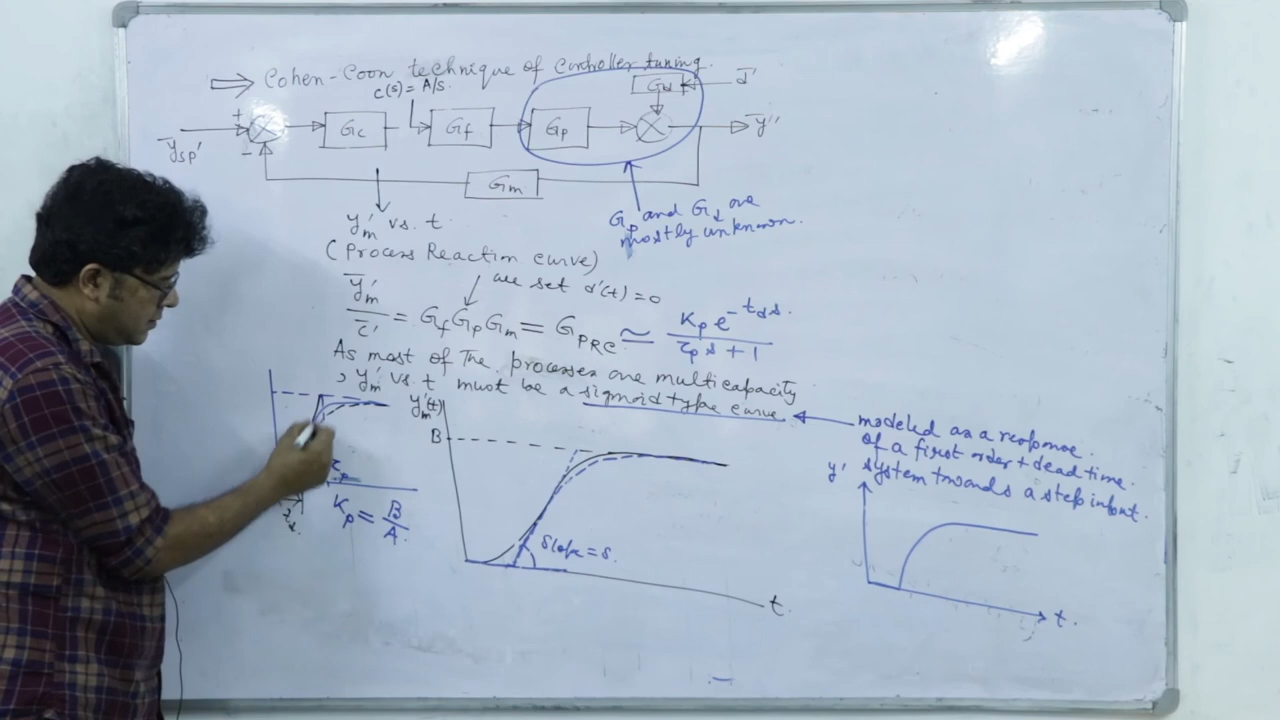 ⇒ Cohen-Coon technique of controller tuning.
c(s) = A/s.
Gd d̄'
+ Gc Gf Gp ȳ'
ȳsp' -
Gm
y'm vs. t.
(Process Reaction curve)
Gp and Gd are
mostly unknown.
we set d'(t) = 0
ȳ'm / c̄' = Gf Gp Gm = GPRC ≃ Kp e^-td s. / τp s + 1
As most of the processes are multicapacity
, y'm vs. t must be a sigmoid type curve
modeled as a response.
of a first order + dead time.
system towards a step input.
y'm(t)
B
Slope = s.
t.
τp
Kp = B/A.
y'
t.